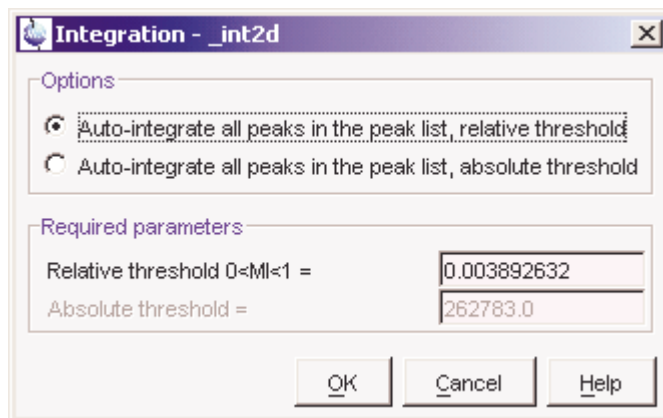 Integration - _int2d
Options
Auto-integrate all peaks in the peak list, relative threshold
Auto-integrate all peaks in the peak list, absolute threshold
Required parameters
Relative threshold 0<MI<1 = 0.003892632
Absolute threshold = 262783.0
OK Cancel Help